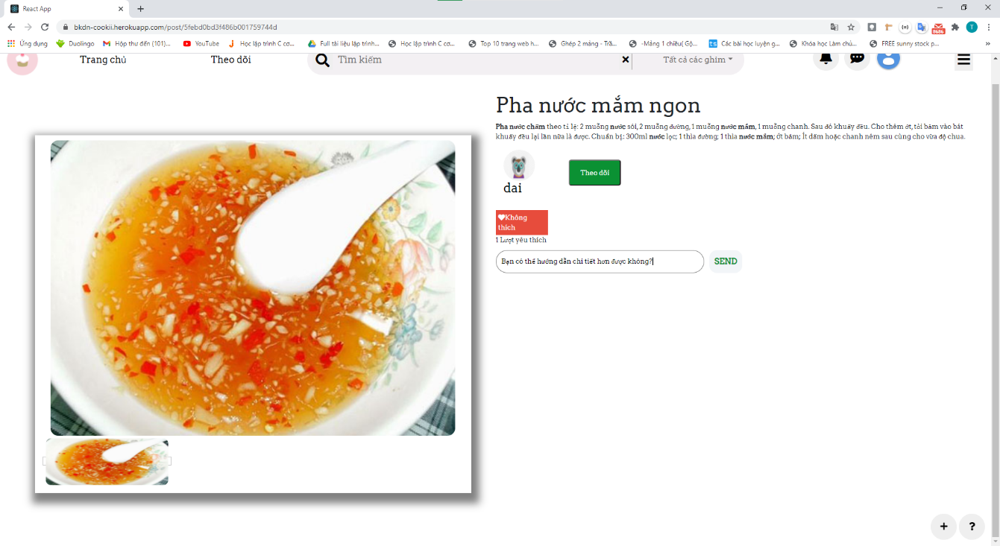 React App
bkdn-cookii.herokuapp.com/post/5febd0bd3f486b001759744d
9686
T
Ứng dụng
Duolingo
Hộp thư đến (101)...
YouTube
Học lập trình C cơ...
Full tài liệu lập trình...
Học lập trình C cơ...
Top 10 trang web h...
Ghép 2 mảng - Trầ...
-Mảng 1 chiều( Gộ...
ts
Các bài học luyện g...
Khóa học Làm chủ...
FREE sunny stock p...
Trang chủ
Theo dõi
Tìm kiếm
Tất cả các ghim
Pha nước mắm ngon
Pha nước chấm theo tỉ lệ: 2 muỗng nước sôi, 2 muỗng đường, 1 muỗng nước mắm, 1 muỗng chanh. Sau đó khuấy đều. Cho thêm ớt, tỏi băm vào bát
khuấy đều lại lần nữa là được. Chuẩn bị: 300ml nước lọc; 1 thìa đường; 1 thìa nước mắm; ớt băm; Ít dấm hoặc chanh nêm sau cùng cho vừa độ chua.
dai
Theo dõi
Không
thích
1 Lượt yêu thích
Bạn có thể hướng dẫn chi tiết hơn được không?
SEND
+
?